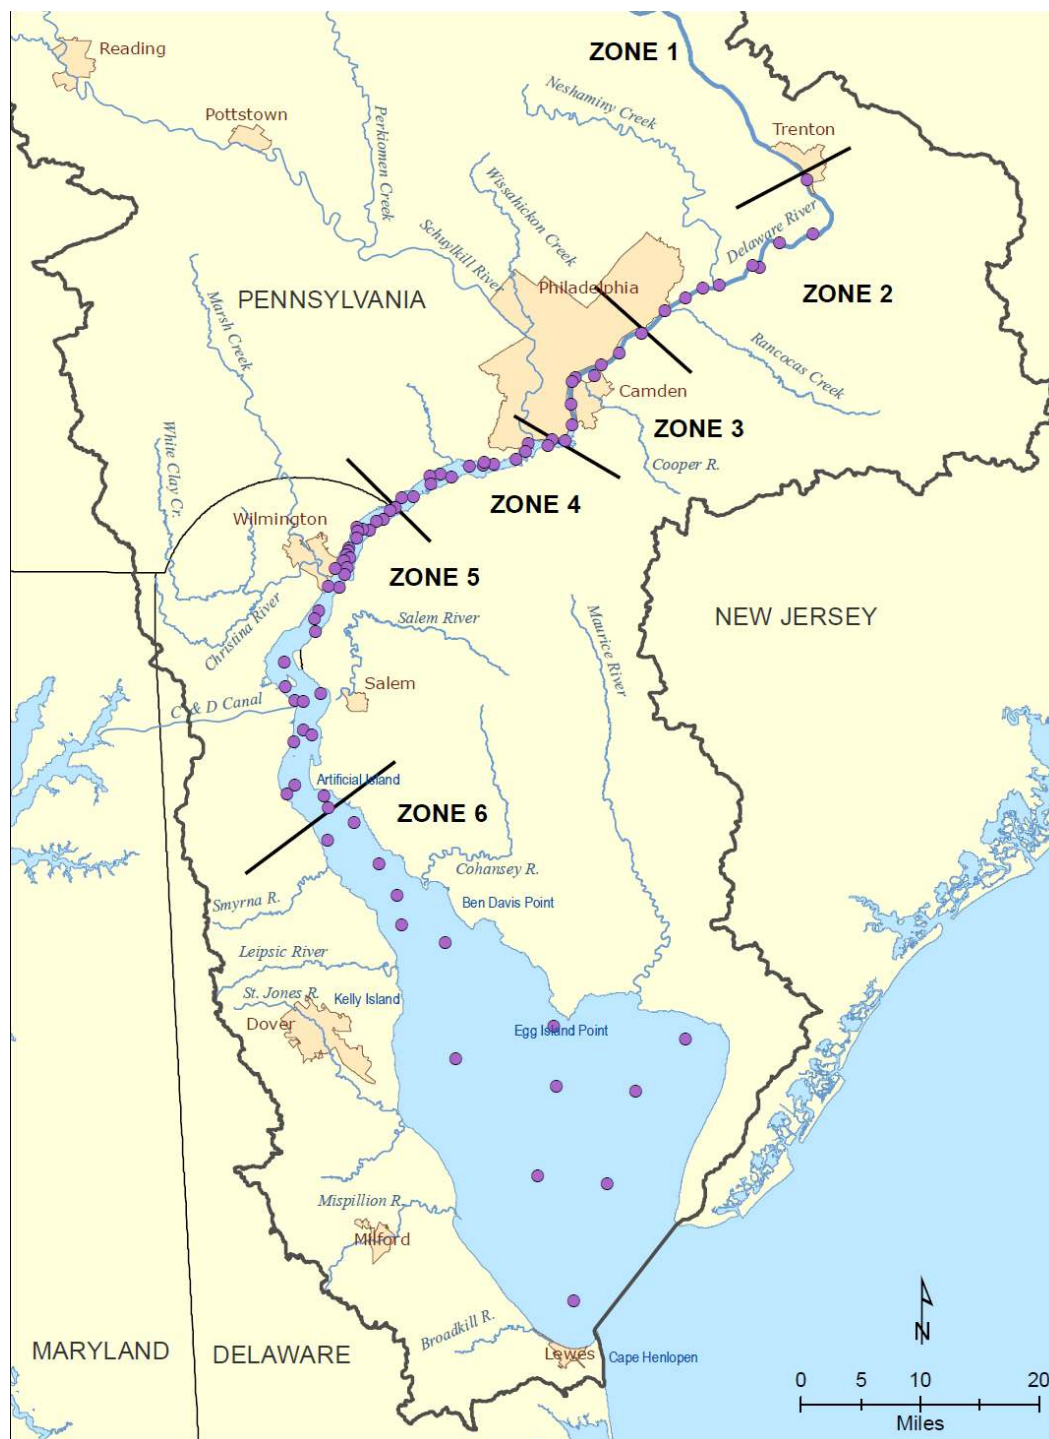 ZONE 1
Reading
Neshaminy Creek
Pottstown
Perkiomen Creek
Trenton
Wissahickon Creek
Schuylkill River
Delaware River
Philadelphia
ZONE 2
PENNSYLVANIA
Marsh Creek
Rancocas Creek
Camden
ZONE 3
White Clay Cr.
Cooper R.
ZONE 4
Wilmington
ZONE 5
Christina River
Salem River
Maurice River
NEW JERSEY
Salem
C & D Canal
Artificial Island
ZONE 6
Cohansey R.
Smyrna R.
Ben Davis Point
Leipsic River
St. Jones R.
Kelly Island
Dover
Egg Island Point
Mispillion R.
Milford
Broadkill R.
N
MARYLAND
DELAWARE
Lewes
Cape Henlopen
0 5 10 20
Miles